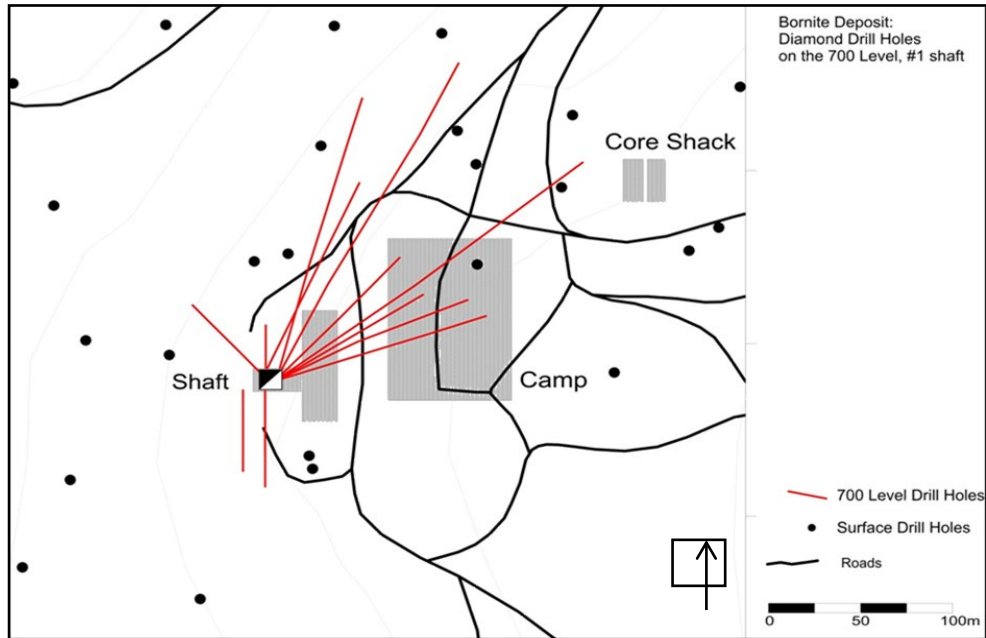 Bornite Deposit:
Diamond Drill Holes
on the 700 Level, #1 shaft
Core Shack
Shaft
Camp
700 Level Drill Holes
Surface Drill Holes
Roads
0 50 100m